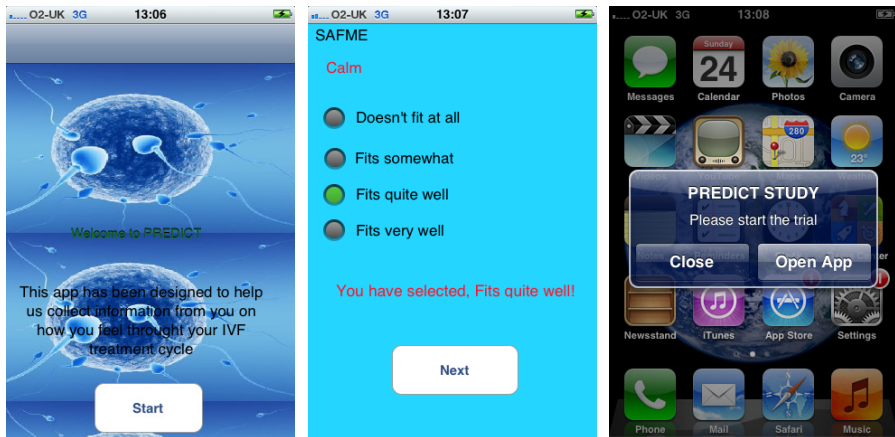 O2-UK 3G 13:06
Welcome to PREDICT
This app has been designed to help
us collect information from you on
how you feel throught your IVF
treatment cycle
Start
O2-UK 3G 13:07
SAFME
Calm
Doesn't fit at all
Fits somewhat
Fits quite well
Fits very well
You have selected, Fits quite well!
Next
O2-UK 3G 13:08
Sunday
24
280
Messages Calendar Photos Camera
23°
PREDICT STUDY
Please start the trial
Close Open App
Notes Reminders Center
Newsstand iTunes App Store Settings
Phone Mail Safari Music